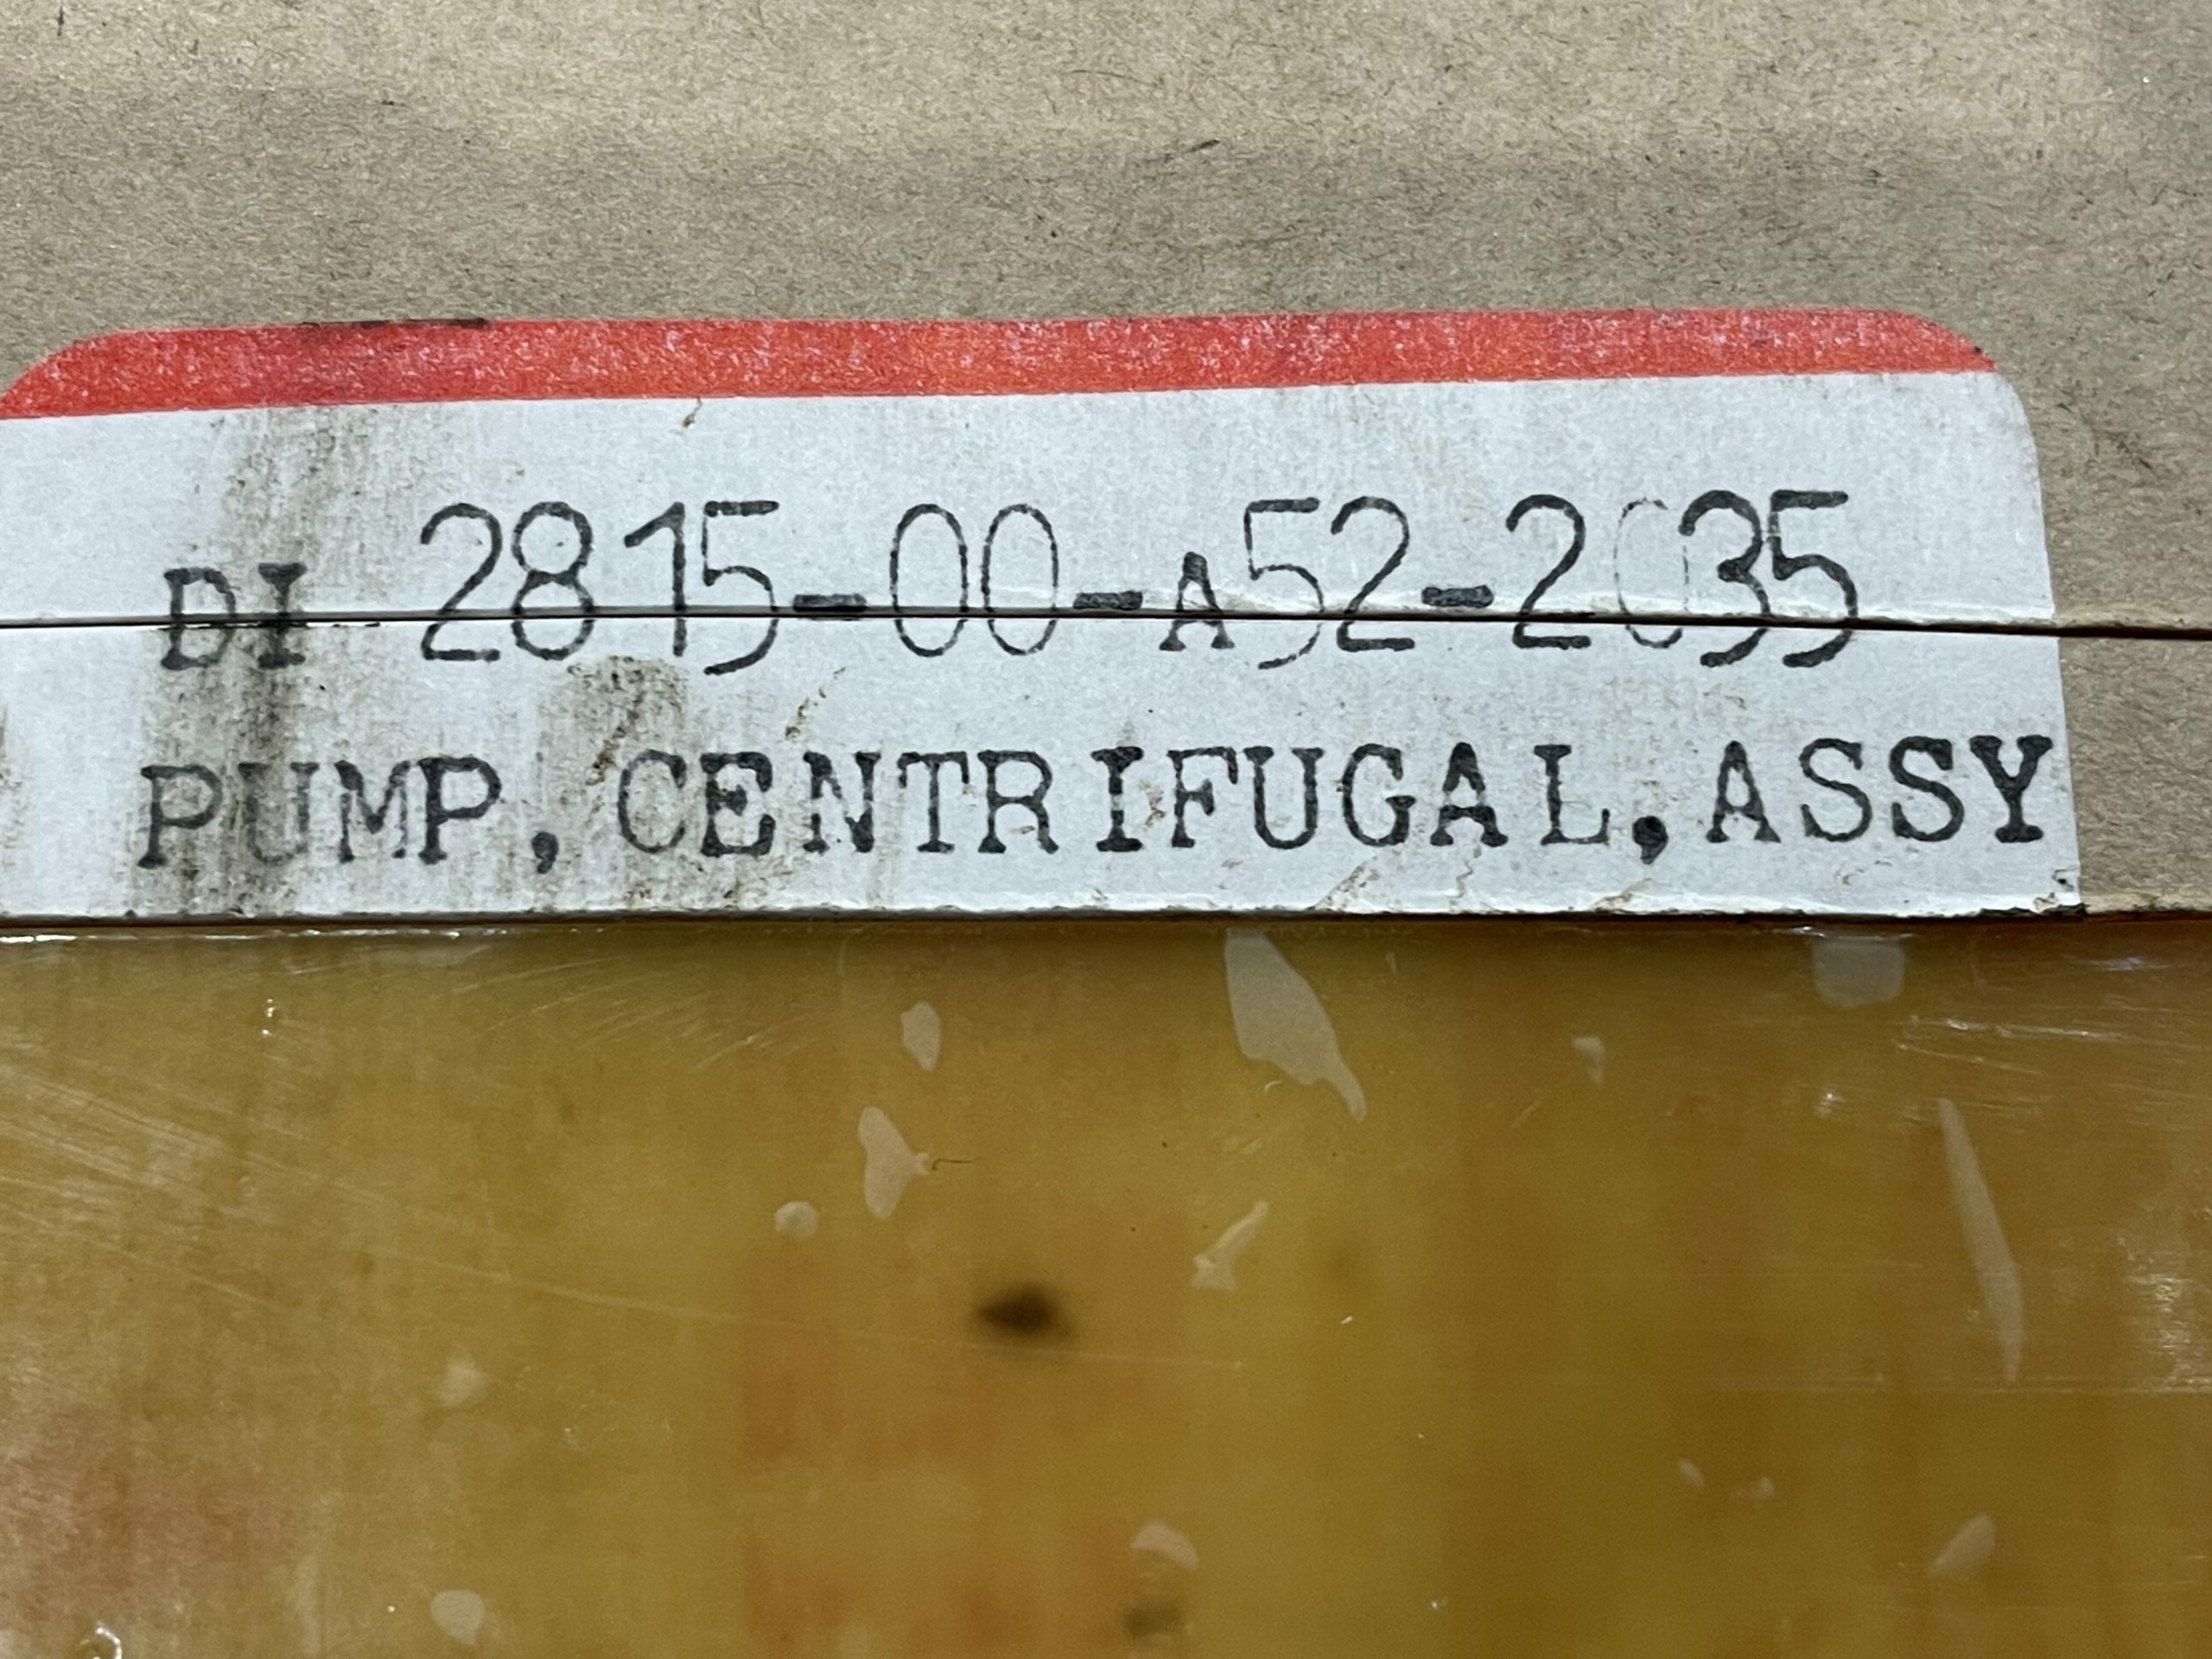 DI 2815-00-A52-2035
PUMP, CENTRIFUGAL, ASSY